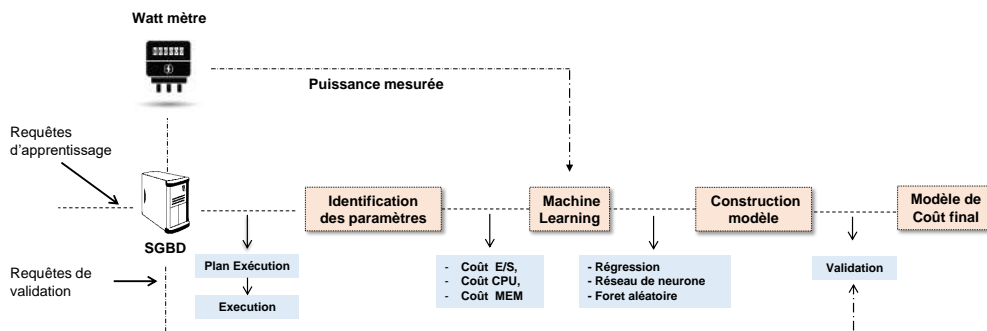 Watt mètre
Puissance mesurée
Requêtes
d'apprentissage
SGBD
Requêtes de
validation
Identification
des paramètres
Machine
Learning
Construction
modèle
Modèle de
Coût final
Plan Exécution
Execution
- Coût E/S,
- Coût CPU,
- Coût MEM
- Régression
- Réseau de neurone
- Foret aléatoire
Validation